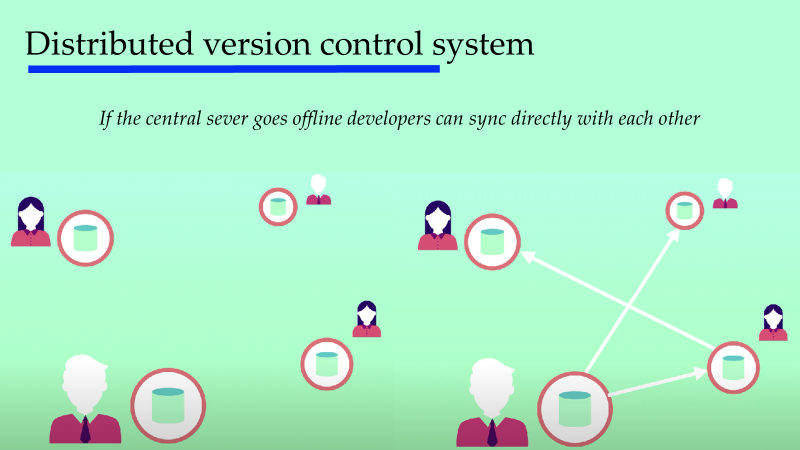 Distributed version control system
If the central sever goes offline developers can sync directly with each other